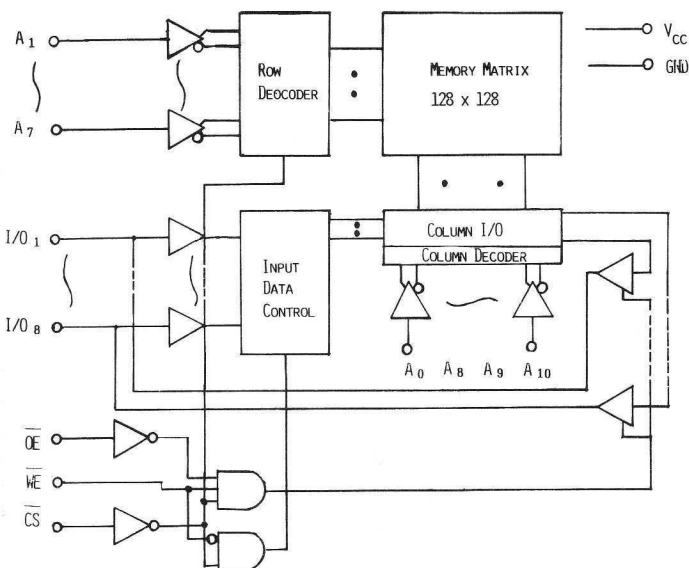 A1
A7
ROW
DEOCODER
MEMORY MATRIX
128 x 128
VCC
GND
I/O1
I/O8
INPUT
DATA
CONTROL
COLUMN I/O
COLUMN DECODER
A0 A8 A9 A10
OE
WE
CS